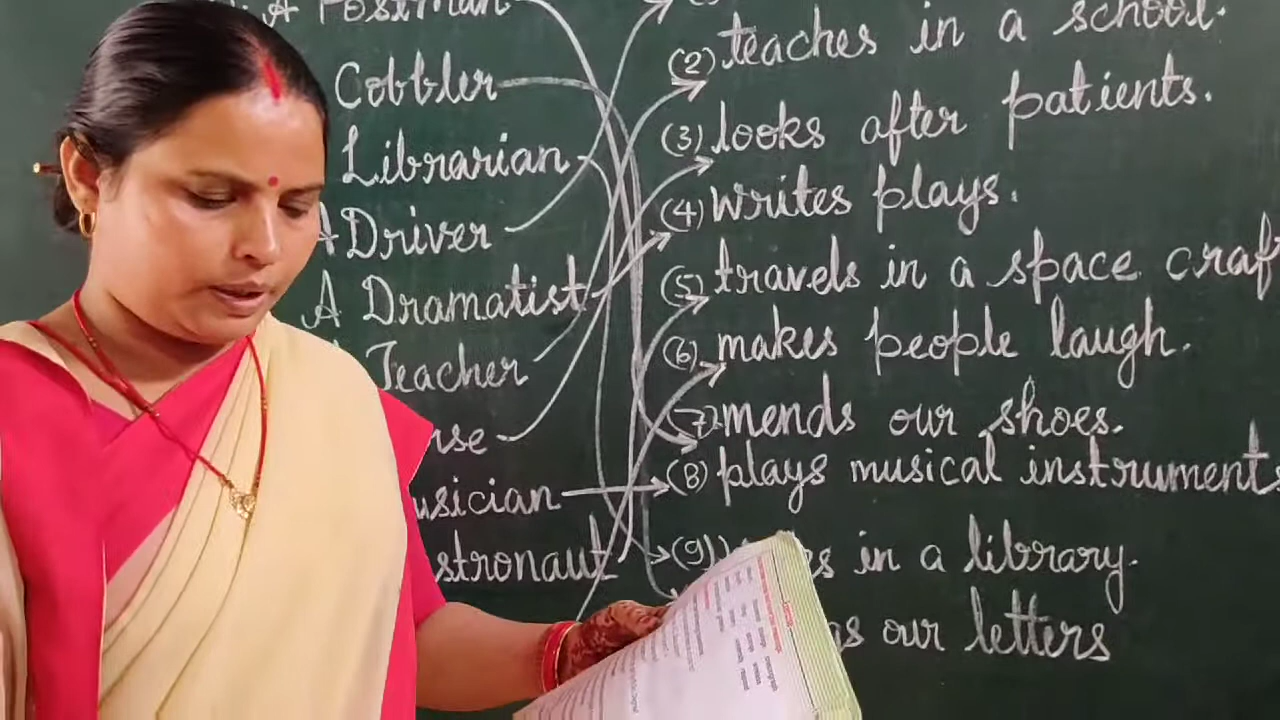 A Postman
Cobbler
Librarian
A Driver
A Dramatist
Teacher
rse
usician
stronaut
(2) teaches in a school.
(3) looks after patients.
(4) writes plays.
(5) travels in a space craf
(6) makes people laugh.
(7) mends our shoes.
(8) plays musical instruments
(9) in a library.
our letters